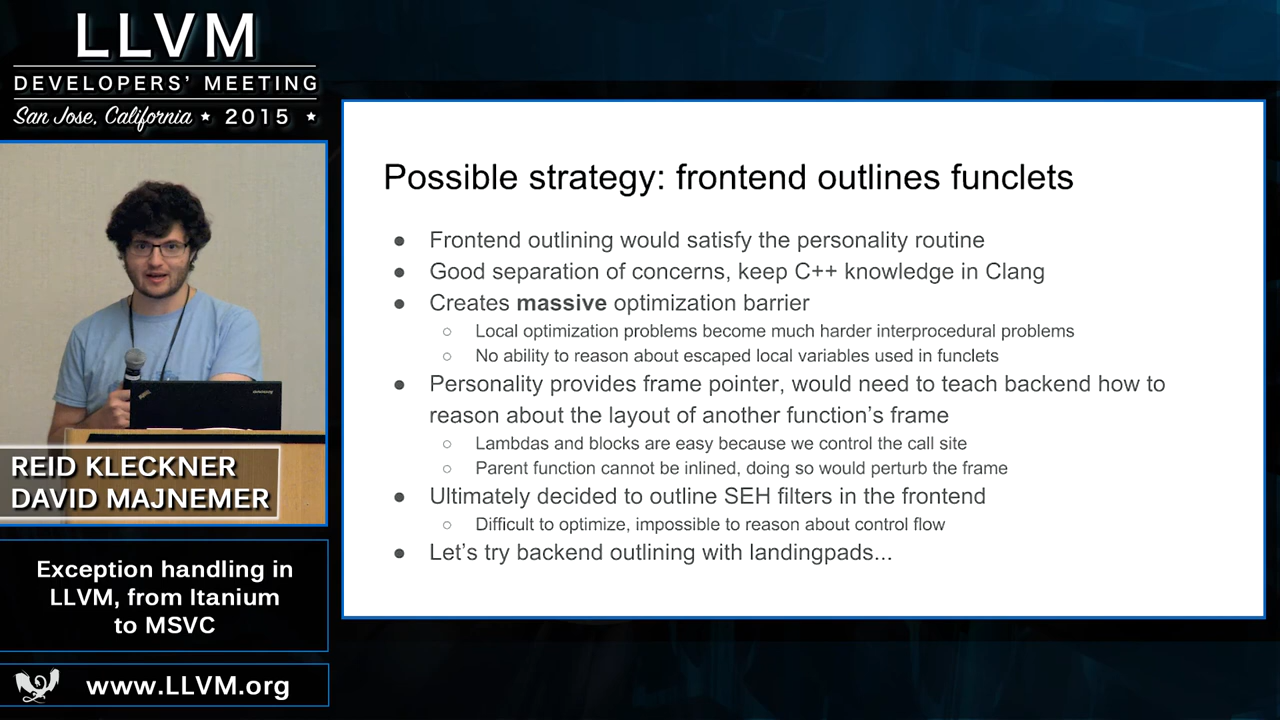 LLVM
DEVELOPERS' MEETING
San Jose, California ★ 2015 ★
REID KLECKNER
DAVID MAJNEMER
Exception handling in
LLVM, from Itanium
to MSVC
www.LLVM.org
Possible strategy: frontend outlines funclets
● Frontend outlining would satisfy the personality routine
● Good separation of concerns, keep C++ knowledge in Clang
● Creates massive optimization barrier
○ Local optimization problems become much harder interprocedural problems
○ No ability to reason about escaped local variables used in funclets
● Personality provides frame pointer, would need to teach backend how to
reason about the layout of another function's frame
○ Lambdas and blocks are easy because we control the call site
○ Parent function cannot be inlined, doing so would perturb the frame
● Ultimately decided to outline SEH filters in the frontend
○ Difficult to optimize, impossible to reason about control flow
● Let's try backend outlining with landingpads...